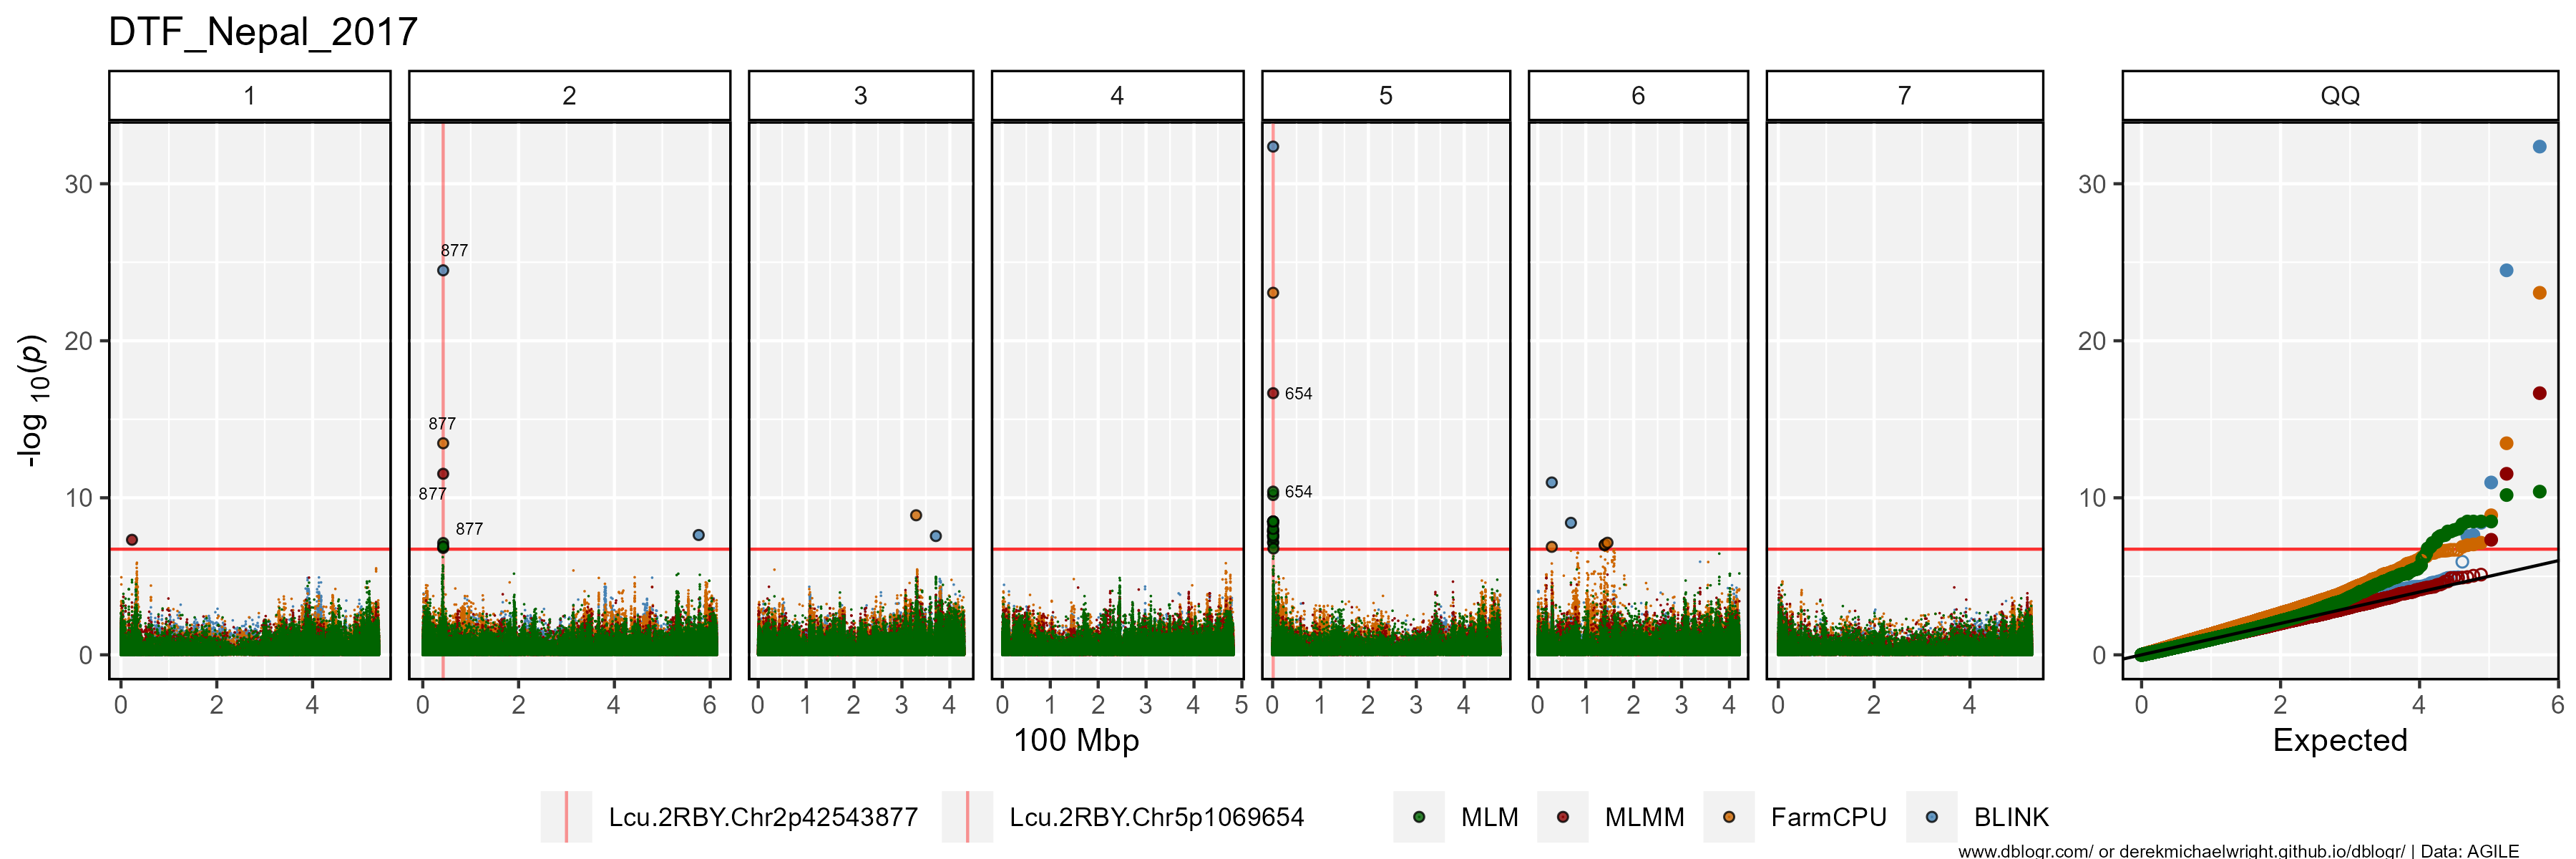 DTF_Nepal_2017
1 2 3 4 5 6 7 QQ
-log 10(p)
30
20
10
0
877
877
877
877
654
654
30
20
10
0
0 2 4 0 2 4 6 0 1 2 3 4 0 1 2 3 4 5 0 1 2 3 4 0 1 2 3 4 0 2 4 0 2 4 6
100 Mbp Expected
Lcu.2RBY.Chr2p42543877 Lcu.2RBY.Chr5p1069654 MLM MLMM FarmCPU BLINK
www.dblogr.com/ or derekmichaelwright.github.io/dblogr/ | Data: AGILE